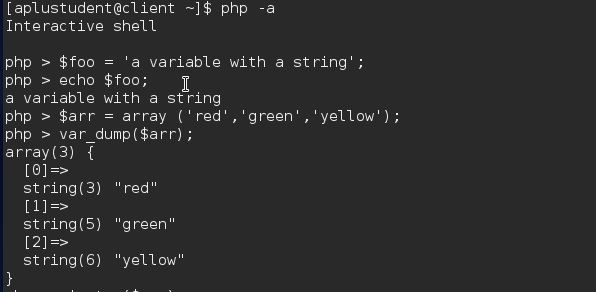 [aplustudent@client ~]$ php -a
Interactive shell
php > $foo = 'a variable with a string';
php > echo $foo;
a variable with a string
php > $arr = array ('red','green','yellow');
php > var_dump($arr);
array(3) {
  [0]=>
  string(3) "red"
  [1]=>
  string(5) "green"
  [2]=>
  string(6) "yellow"
}